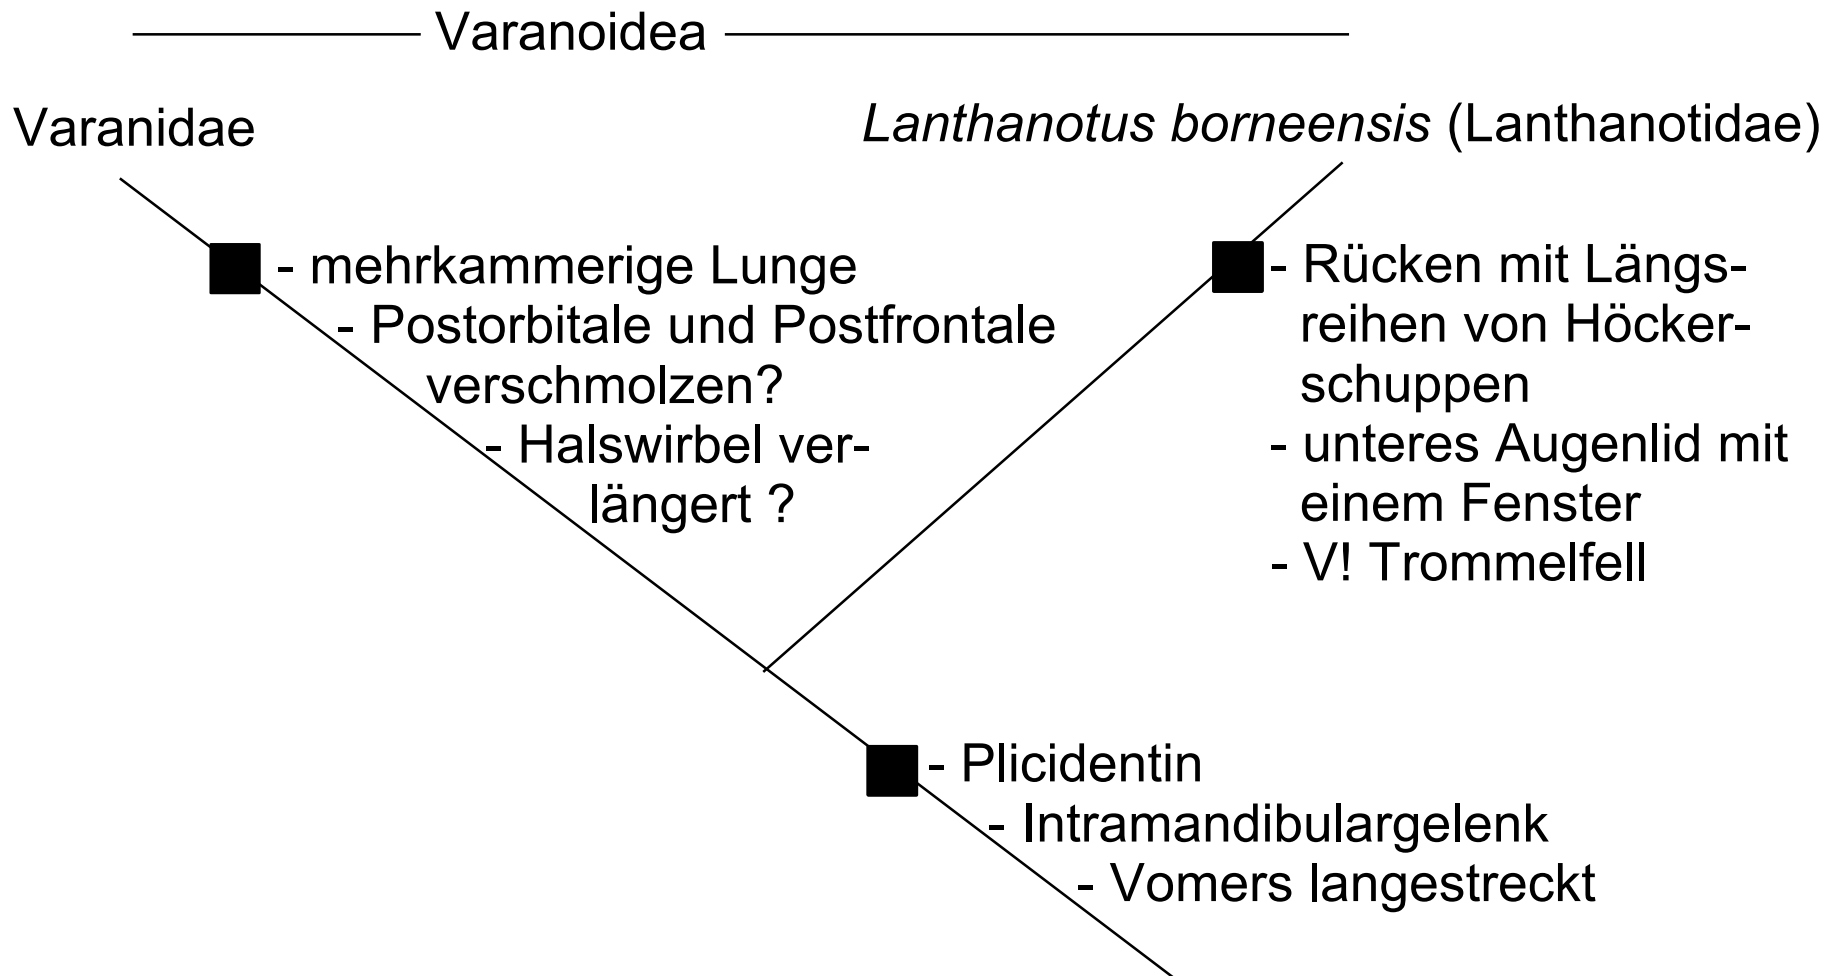 Varanoidea
Varanidae
Lanthanotus borneensis (Lanthanotidae)
- mehrkammerige Lunge
- Postorbitale und Postfrontale
verschmolzen?
- Halswirbel ver-
längert ?
- Rücken mit Längs-
reihen von Höcker-
schuppen
- unteres Augenlid mit
einem Fenster
- V! Trommelfell
- Plicidentin
- Intramandibulargelenk
- Vomers langestreckt